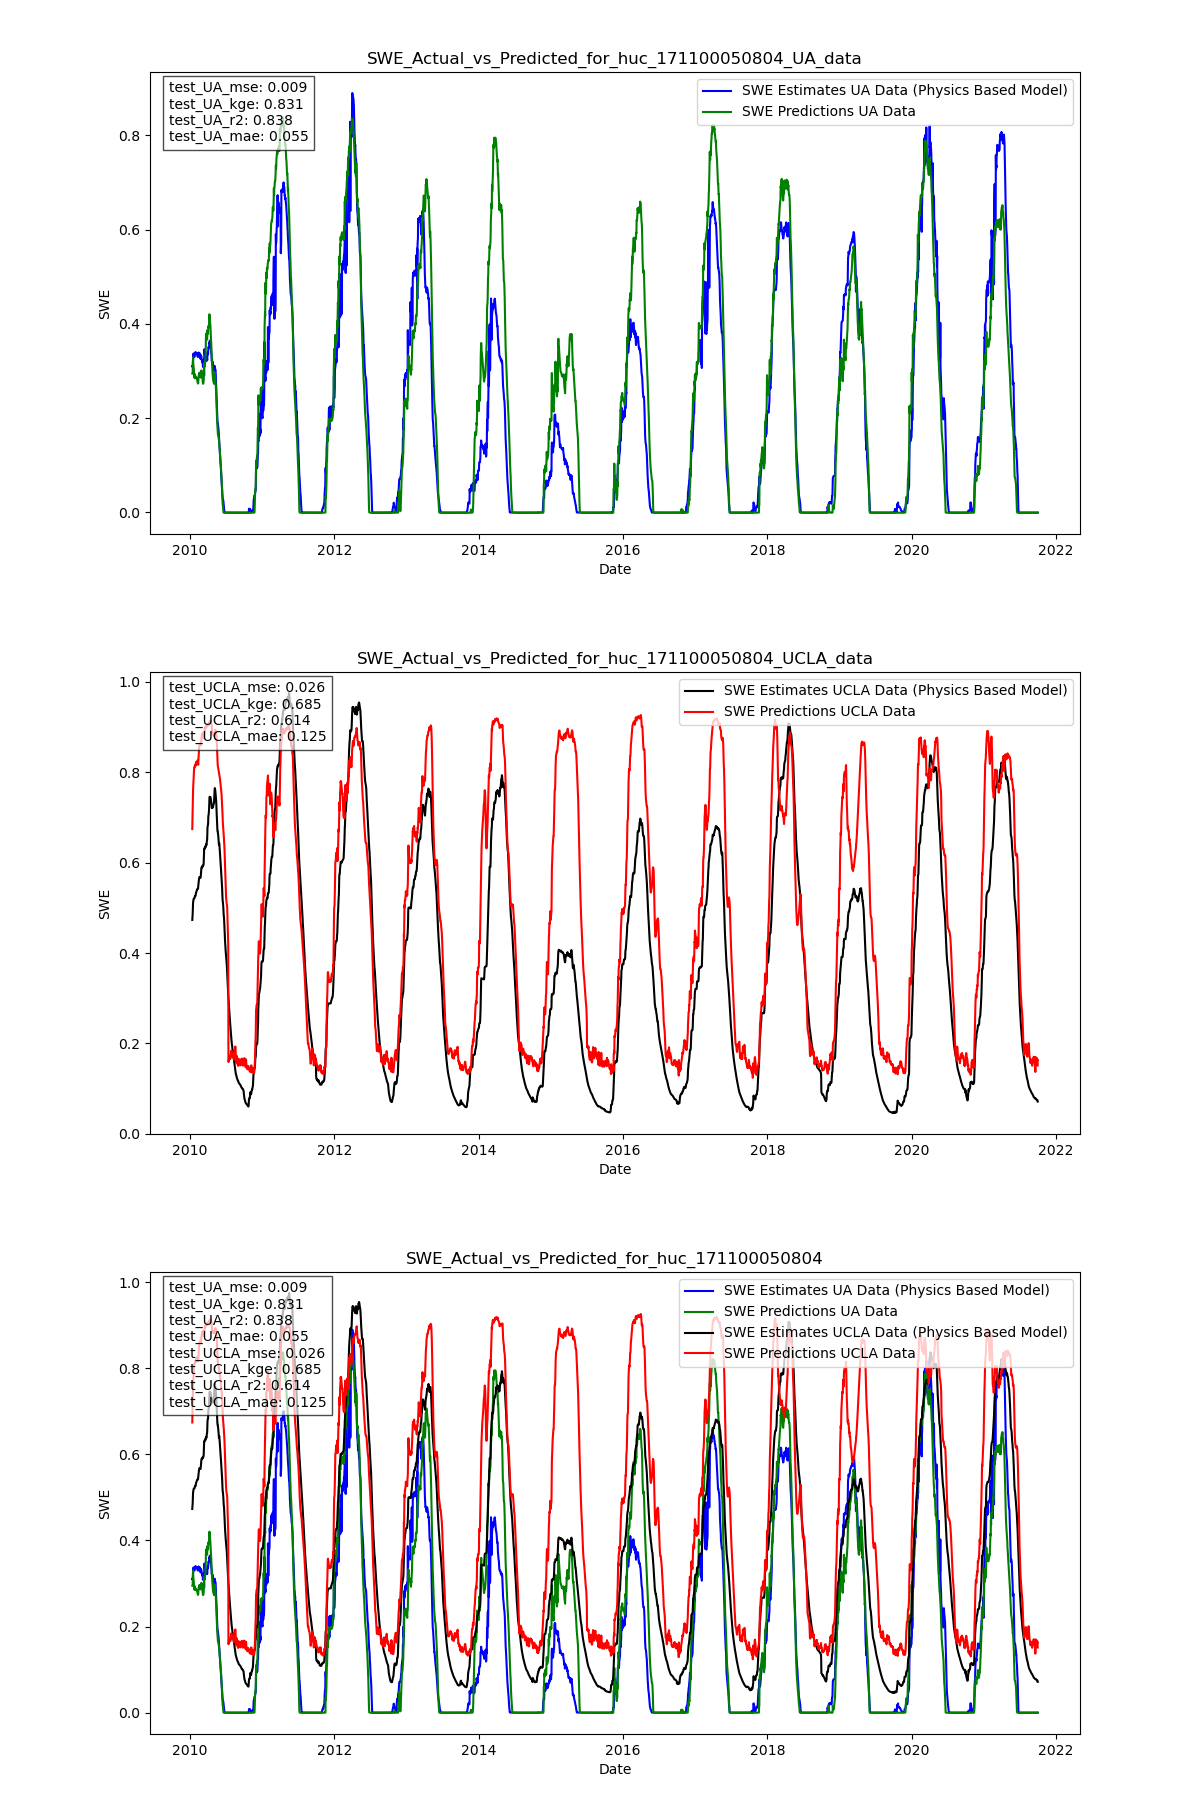 SWE_Actual_vs_Predicted_for_huc_171100050804_UA_data
test_UA_mse: 0.009
test_UA_kge: 0.831
test_UA_r2: 0.838
test_UA_mae: 0.055
SWE Estimates UA Data (Physics Based Model)
SWE Predictions UA Data
0.8
0.6
0.4
0.2
0.0
SWE
2010 2012 2014 2016 2018 2020 2022
Date
SWE_Actual_vs_Predicted_for_huc_171100050804_UCLA_data
test_UCLA_mse: 0.026
test_UCLA_kge: 0.685
test_UCLA_r2: 0.614
test_UCLA_mae: 0.125
SWE Estimates UCLA Data (Physics Based Model)
SWE Predictions UCLA Data
1.0
0.8
0.6
0.4
0.2
0.0
SWE
2010 2012 2014 2016 2018 2020 2022
Date
SWE_Actual_vs_Predicted_for_huc_171100050804
test_UA_mse: 0.009
test_UA_kge: 0.831
test_UA_r2: 0.838
test_UA_mae: 0.055
test_UCLA_mse: 0.026
test_UCLA_kge: 0.685
test_UCLA_r2: 0.614
test_UCLA_mae: 0.125
SWE Estimates UA Data (Physics Based Model)
SWE Predictions UA Data
SWE Estimates UCLA Data (Physics Based Model)
SWE Predictions UCLA Data
1.0
0.8
0.6
0.4
0.2
0.0
SWE
2010 2012 2014 2016 2018 2020 2022
Date